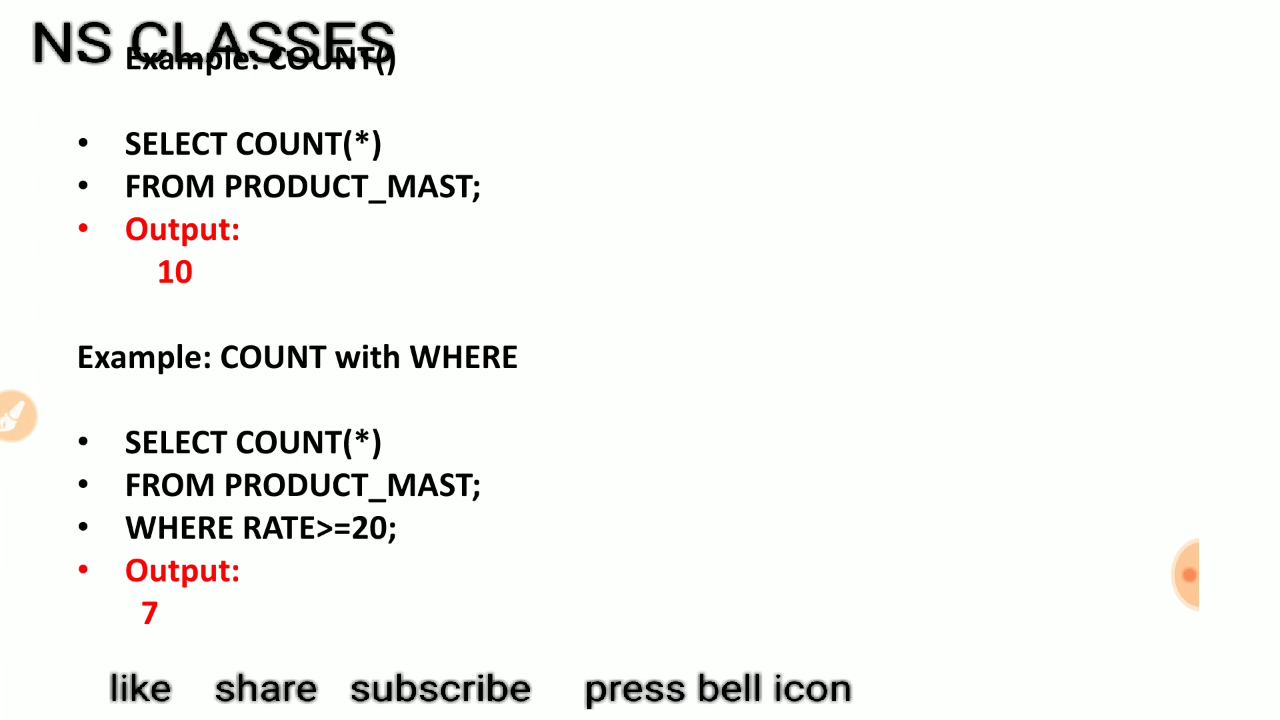 NS CLASSES
Example: COUNT()
• SELECT COUNT(*)
• FROM PRODUCT_MAST;
• Output:
10
Example: COUNT with WHERE
• SELECT COUNT(*)
• FROM PRODUCT_MAST;
• WHERE RATE>=20;
• Output:
7
like share subscribe press bell icon